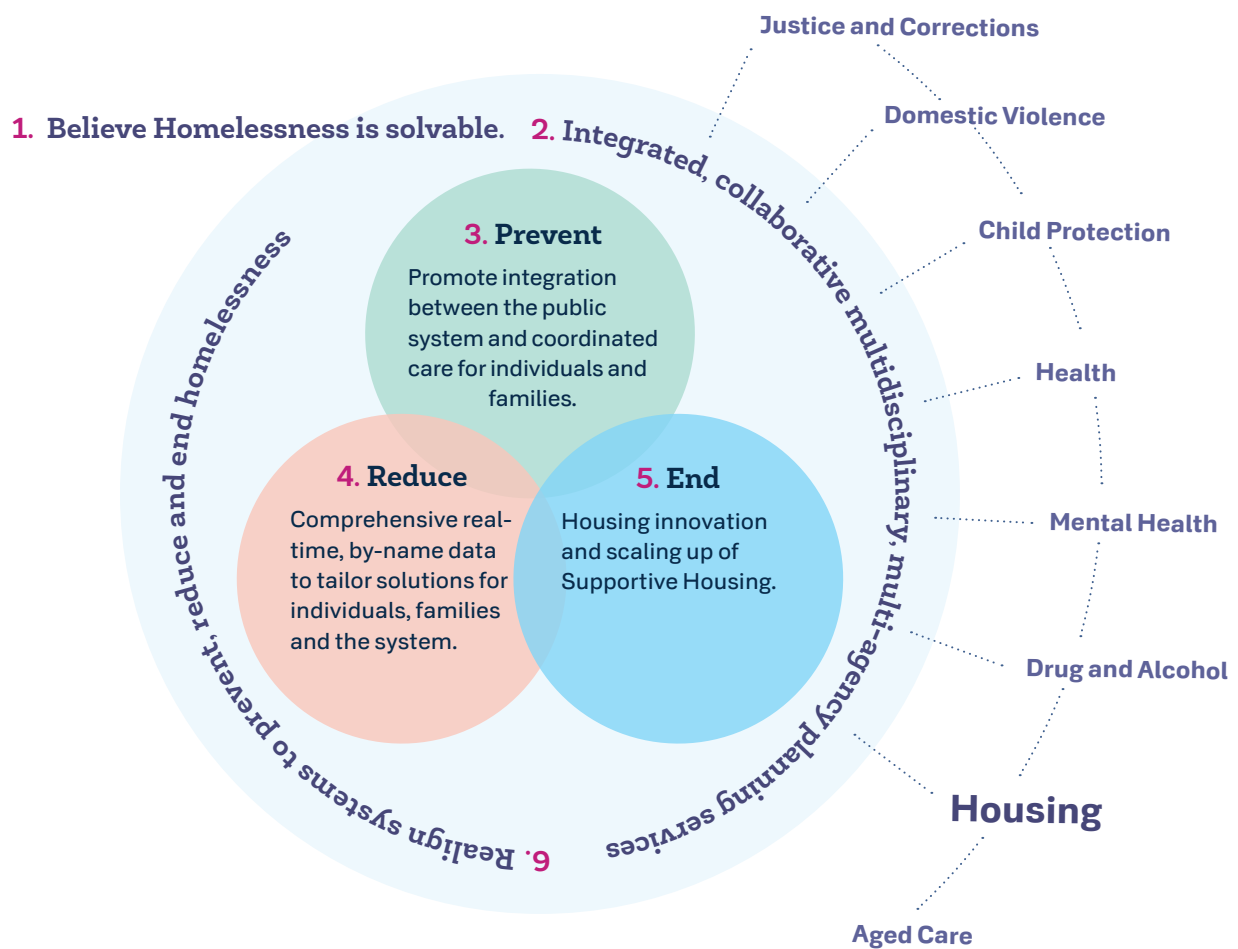 1. Believe Homelessness is solvable.
2. Integrated, collaborative multidisciplinary, multi-agency planning services
3. Prevent
Promote integration
between the public
system and coordinated
care for individuals and
families.
4. Reduce
Comprehensive real-
time, by-name data
to tailor solutions for
individuals, families
and the system.
5. End
Housing innovation
and scaling up of
Supportive Housing.
6. Realign systems to prevent, reduce and end homelessness
Justice and Corrections
Domestic Violence
Child Protection
Health
Mental Health
Drug and Alcohol
Housing
Aged Care